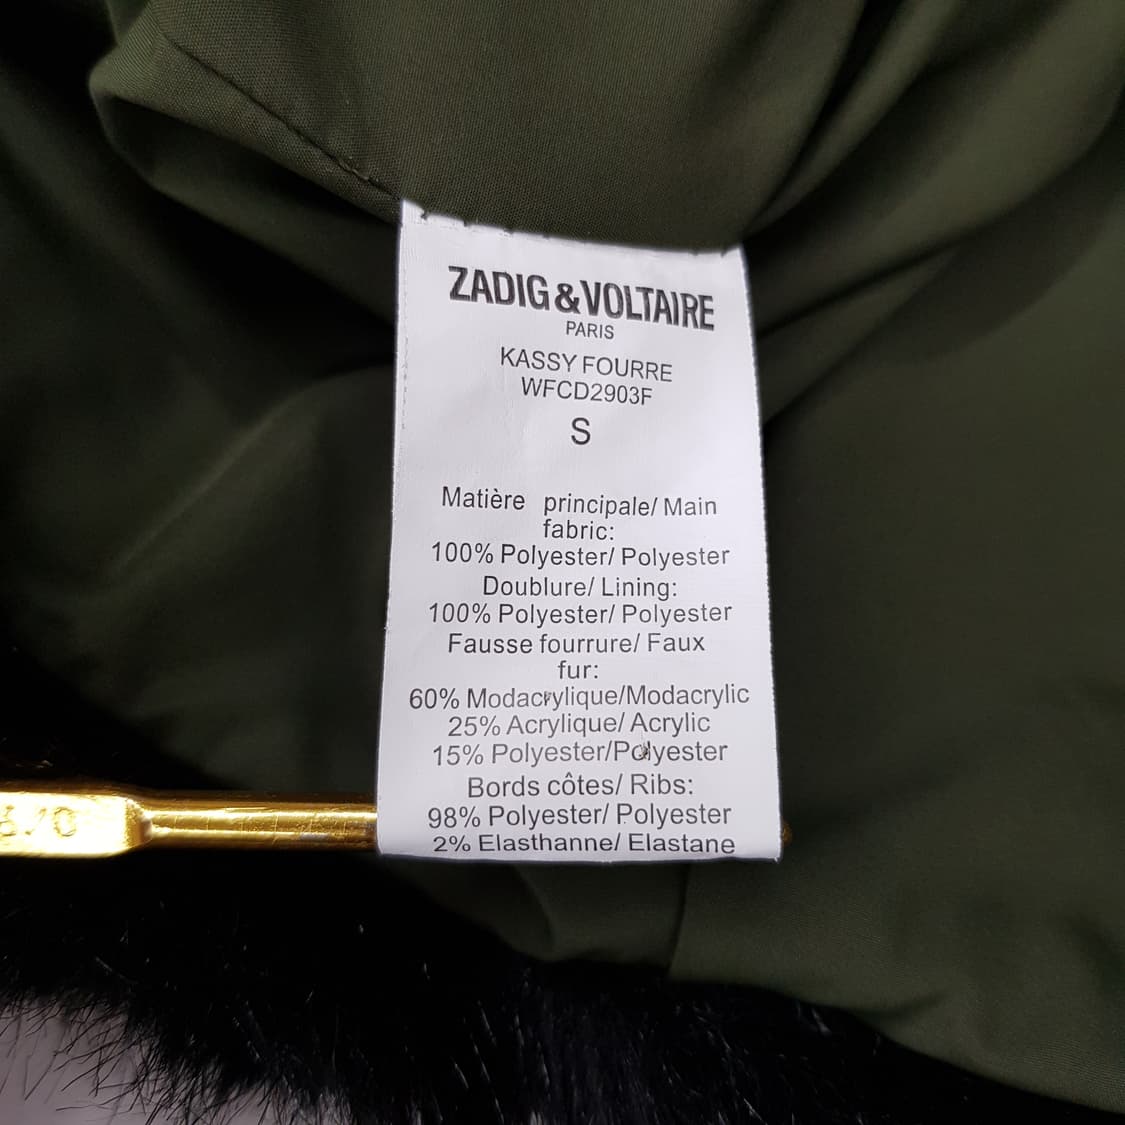 ZADIG&VOLTAIRE
PARIS
KASSY FOURRE
WFCD2903F
S
Matière principale/ Main
fabric:
100% Polyester/ Polyester
Doublure/ Lining:
100% Polyester/ Polyester
Fausse fourrure/ Faux
fur:
60% Modacrylique/Modacrylic
25% Acrylique/ Acrylic
15% Polyester/Polyester
Bords côtes/ Ribs:
98% Polyester/ Polyester
2% Elasthanne/ Elastane